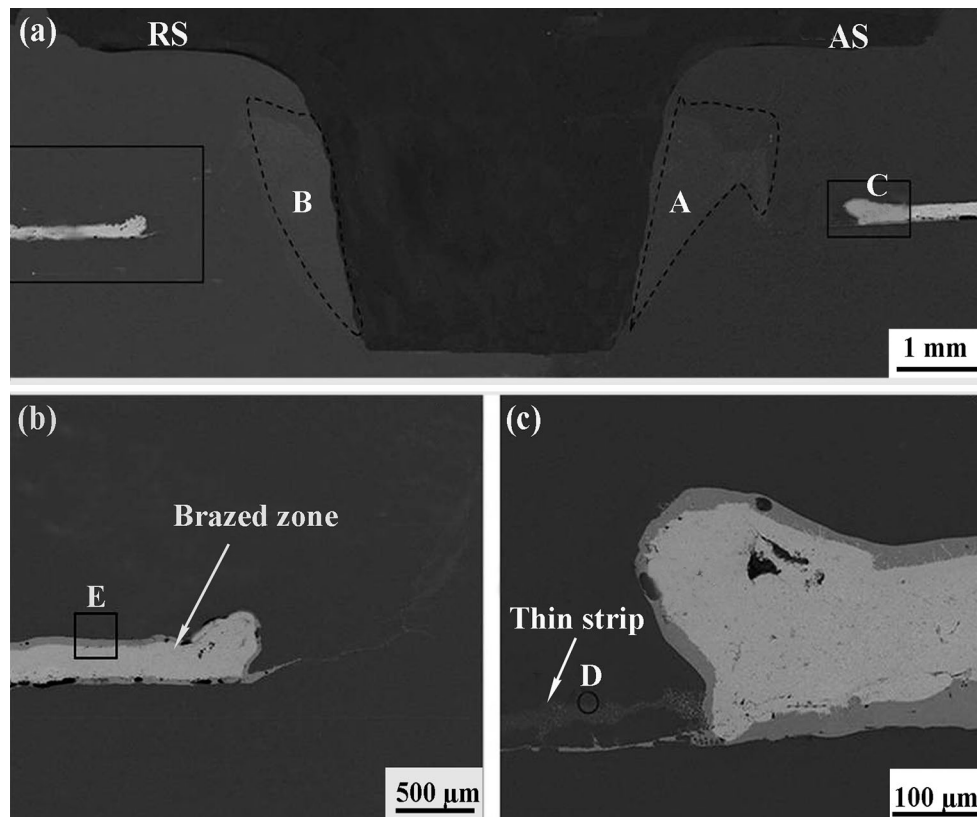 (a)
RS
AS
B
A
C
1 mm
(b)
(c)
Brazed zone
E
Thin strip
D
500 μm
100 μm